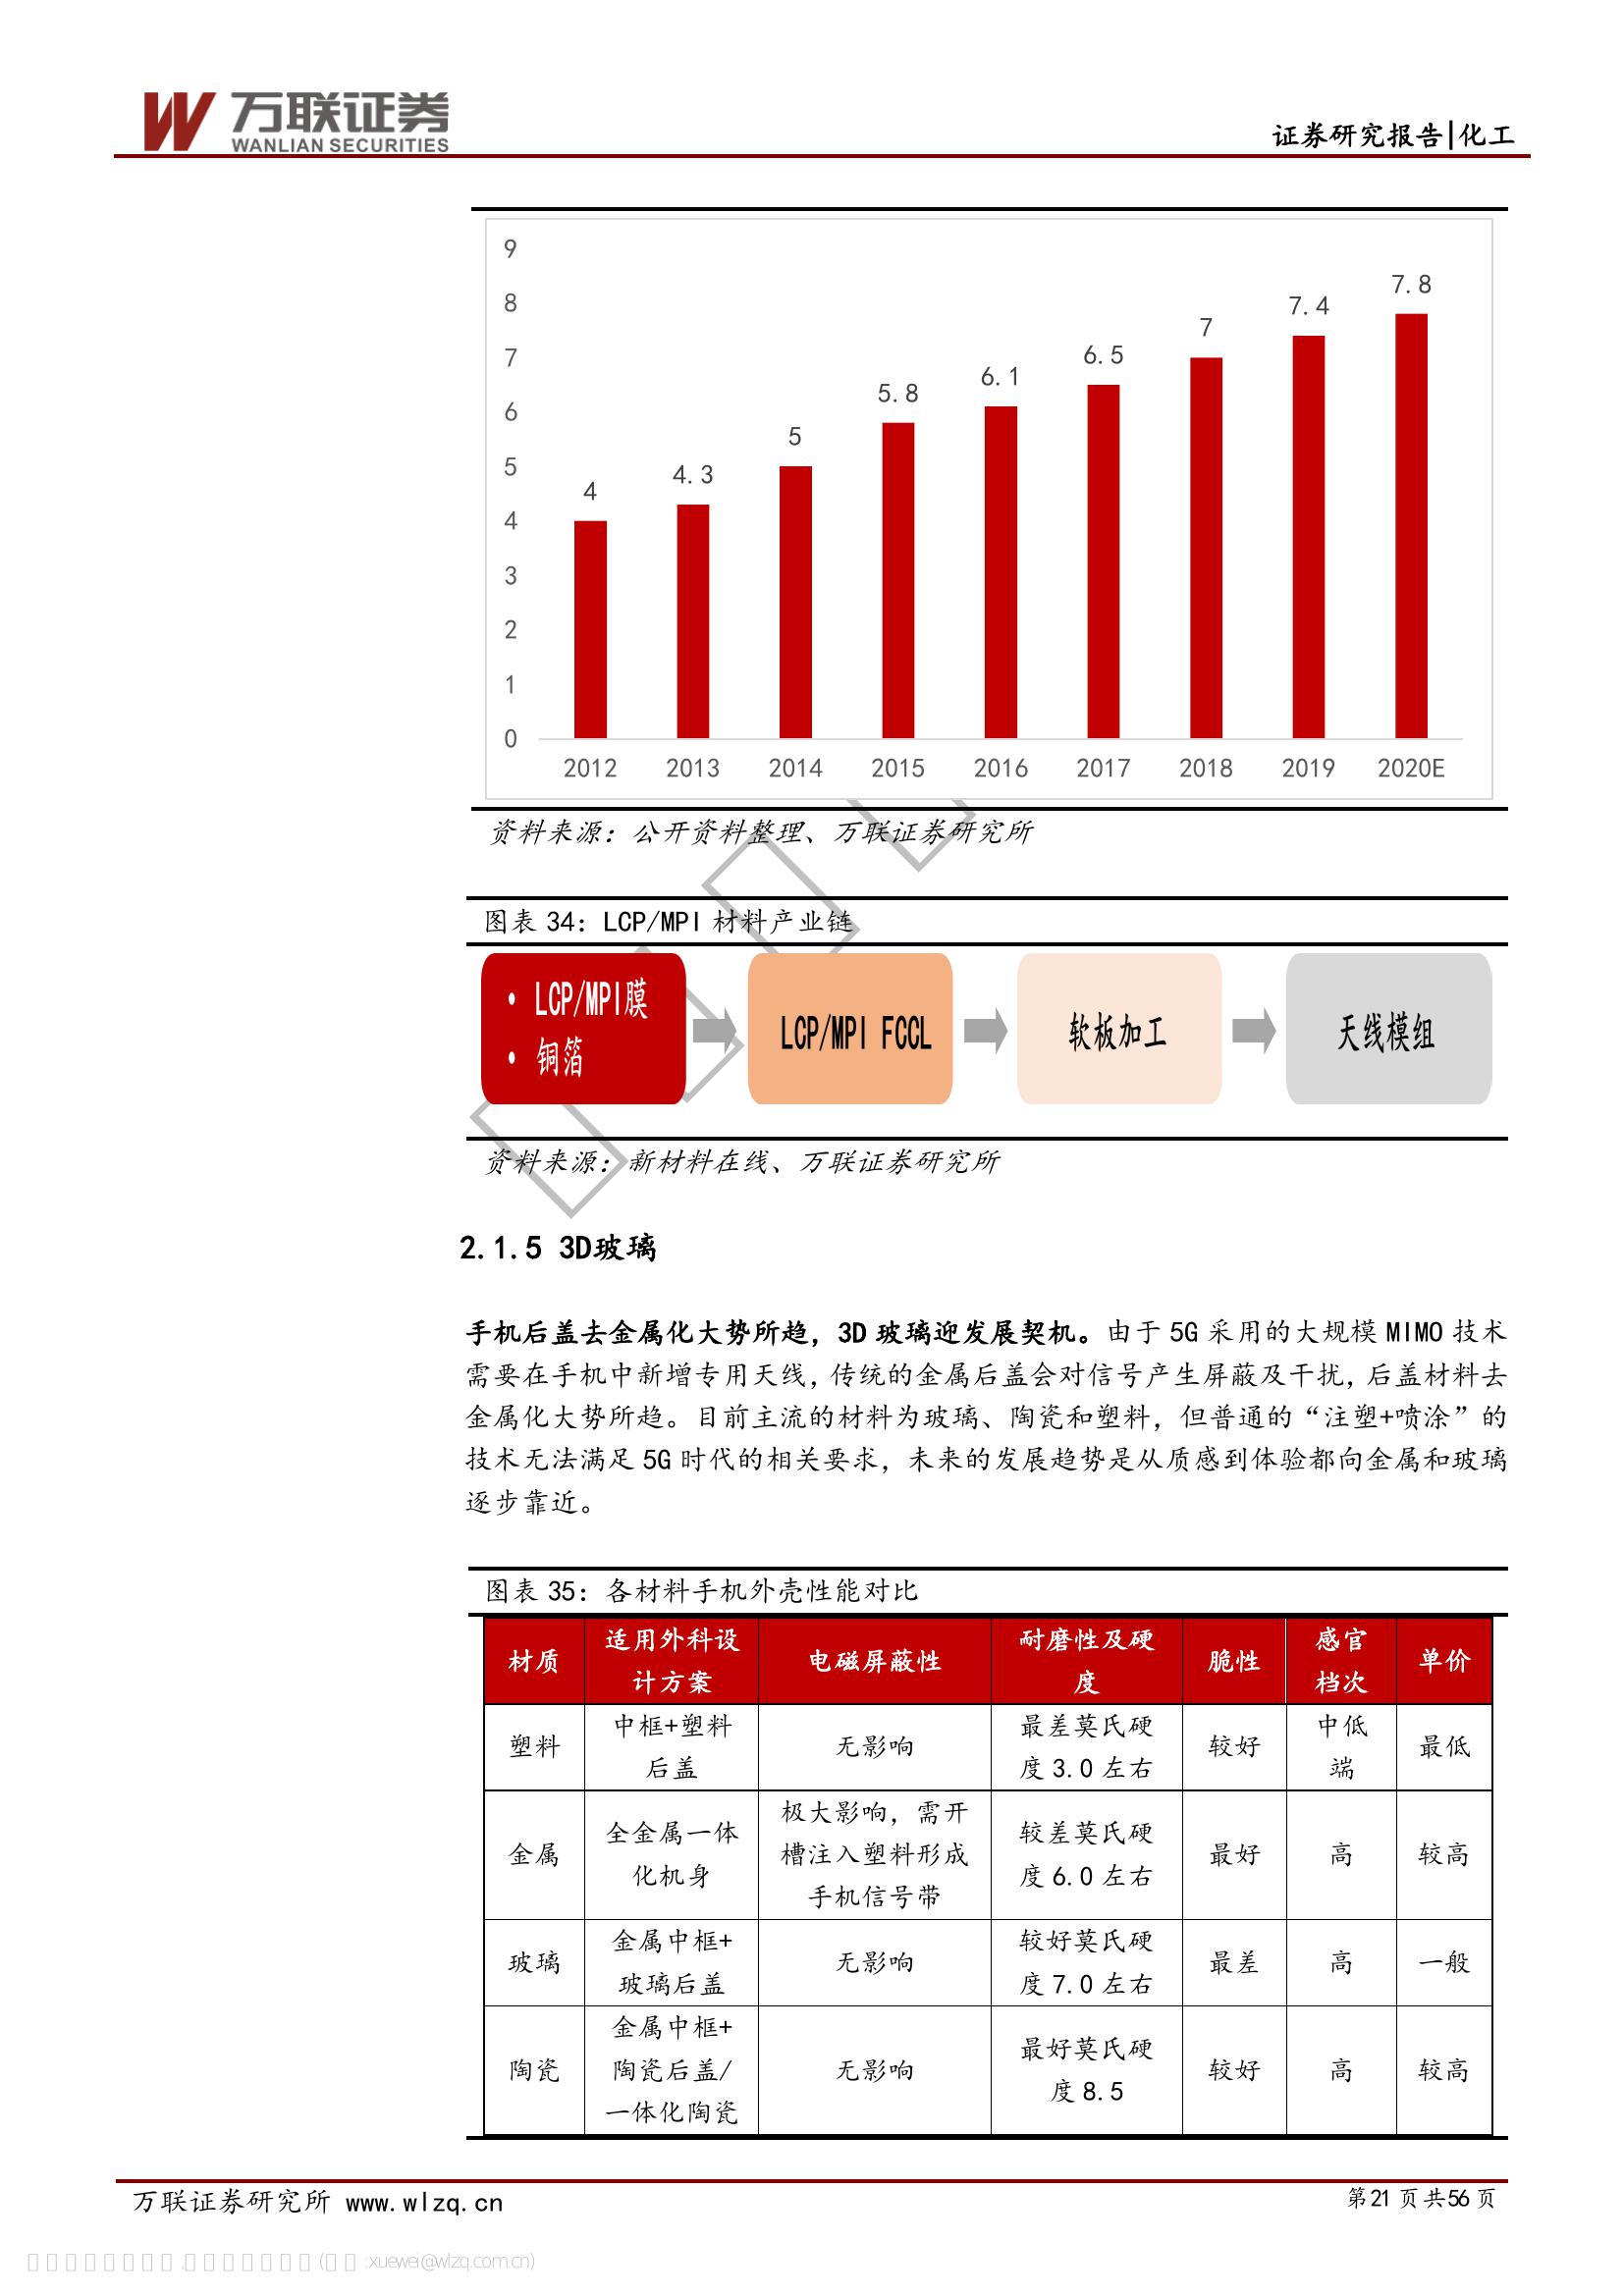 万联证券
WANLIAN SECURITIES
证券研究报告|化工
9
8
7
6
5
4
3
2
1
0
4
4.3
5
5.8
6.1
6.5
7
7.4
7.8
2012 2013 2014 2015 2016 2017 2018 2019 2020E
资料来源：公开资料整理、万联证券研究所
图表 34：LCP/MPI 材料产业链
• LCP/MPI膜
• 铜箔
LCP/MPI FCCL
软板加工
天线模组
资料来源：新材料在线、万联证券研究所
2.1.5 3D玻璃
手机后盖去金属化大势所趋，3D 玻璃迎发展契机。由于 5G 采用的大规模 MIMO 技术
需要在手机中新增专用天线，传统的金属后盖会对信号产生屏蔽及干扰，后盖材料去
金属化大势所趋。目前主流的材料为玻璃、陶瓷和塑料，但普通的“注塑+喷涂”的
技术无法满足 5G 时代的相关要求，未来的发展趋势是从质感到体验都向金属和玻璃
逐步靠近。
图表 35：各材料手机外壳性能对比
材质
适用外科设
计方案
电磁屏蔽性
耐磨性及硬
度
脆性
感官
档次
单价
塑料
中框+塑料
后盖
无影响
最差莫氏硬
度 3.0 左右
较好
中低
端
最低
金属
全金属一体
化机身
极大影响，需开
槽注入塑料形成
手机信号带
较差莫氏硬
度 6.0 左右
最好
高
较高
玻璃
金属中框+
玻璃后盖
无影响
较好莫氏硬
度 7.0 左右
最差
高
一般
陶瓷
金属中框+
陶瓷后盖/
一体化陶瓷
无影响
最好莫氏硬
度 8.5
较好
高
较高
万联证券研究所 www.wlzq.cn
第21 页共56 页
xuewei@wlzq.com.cn)